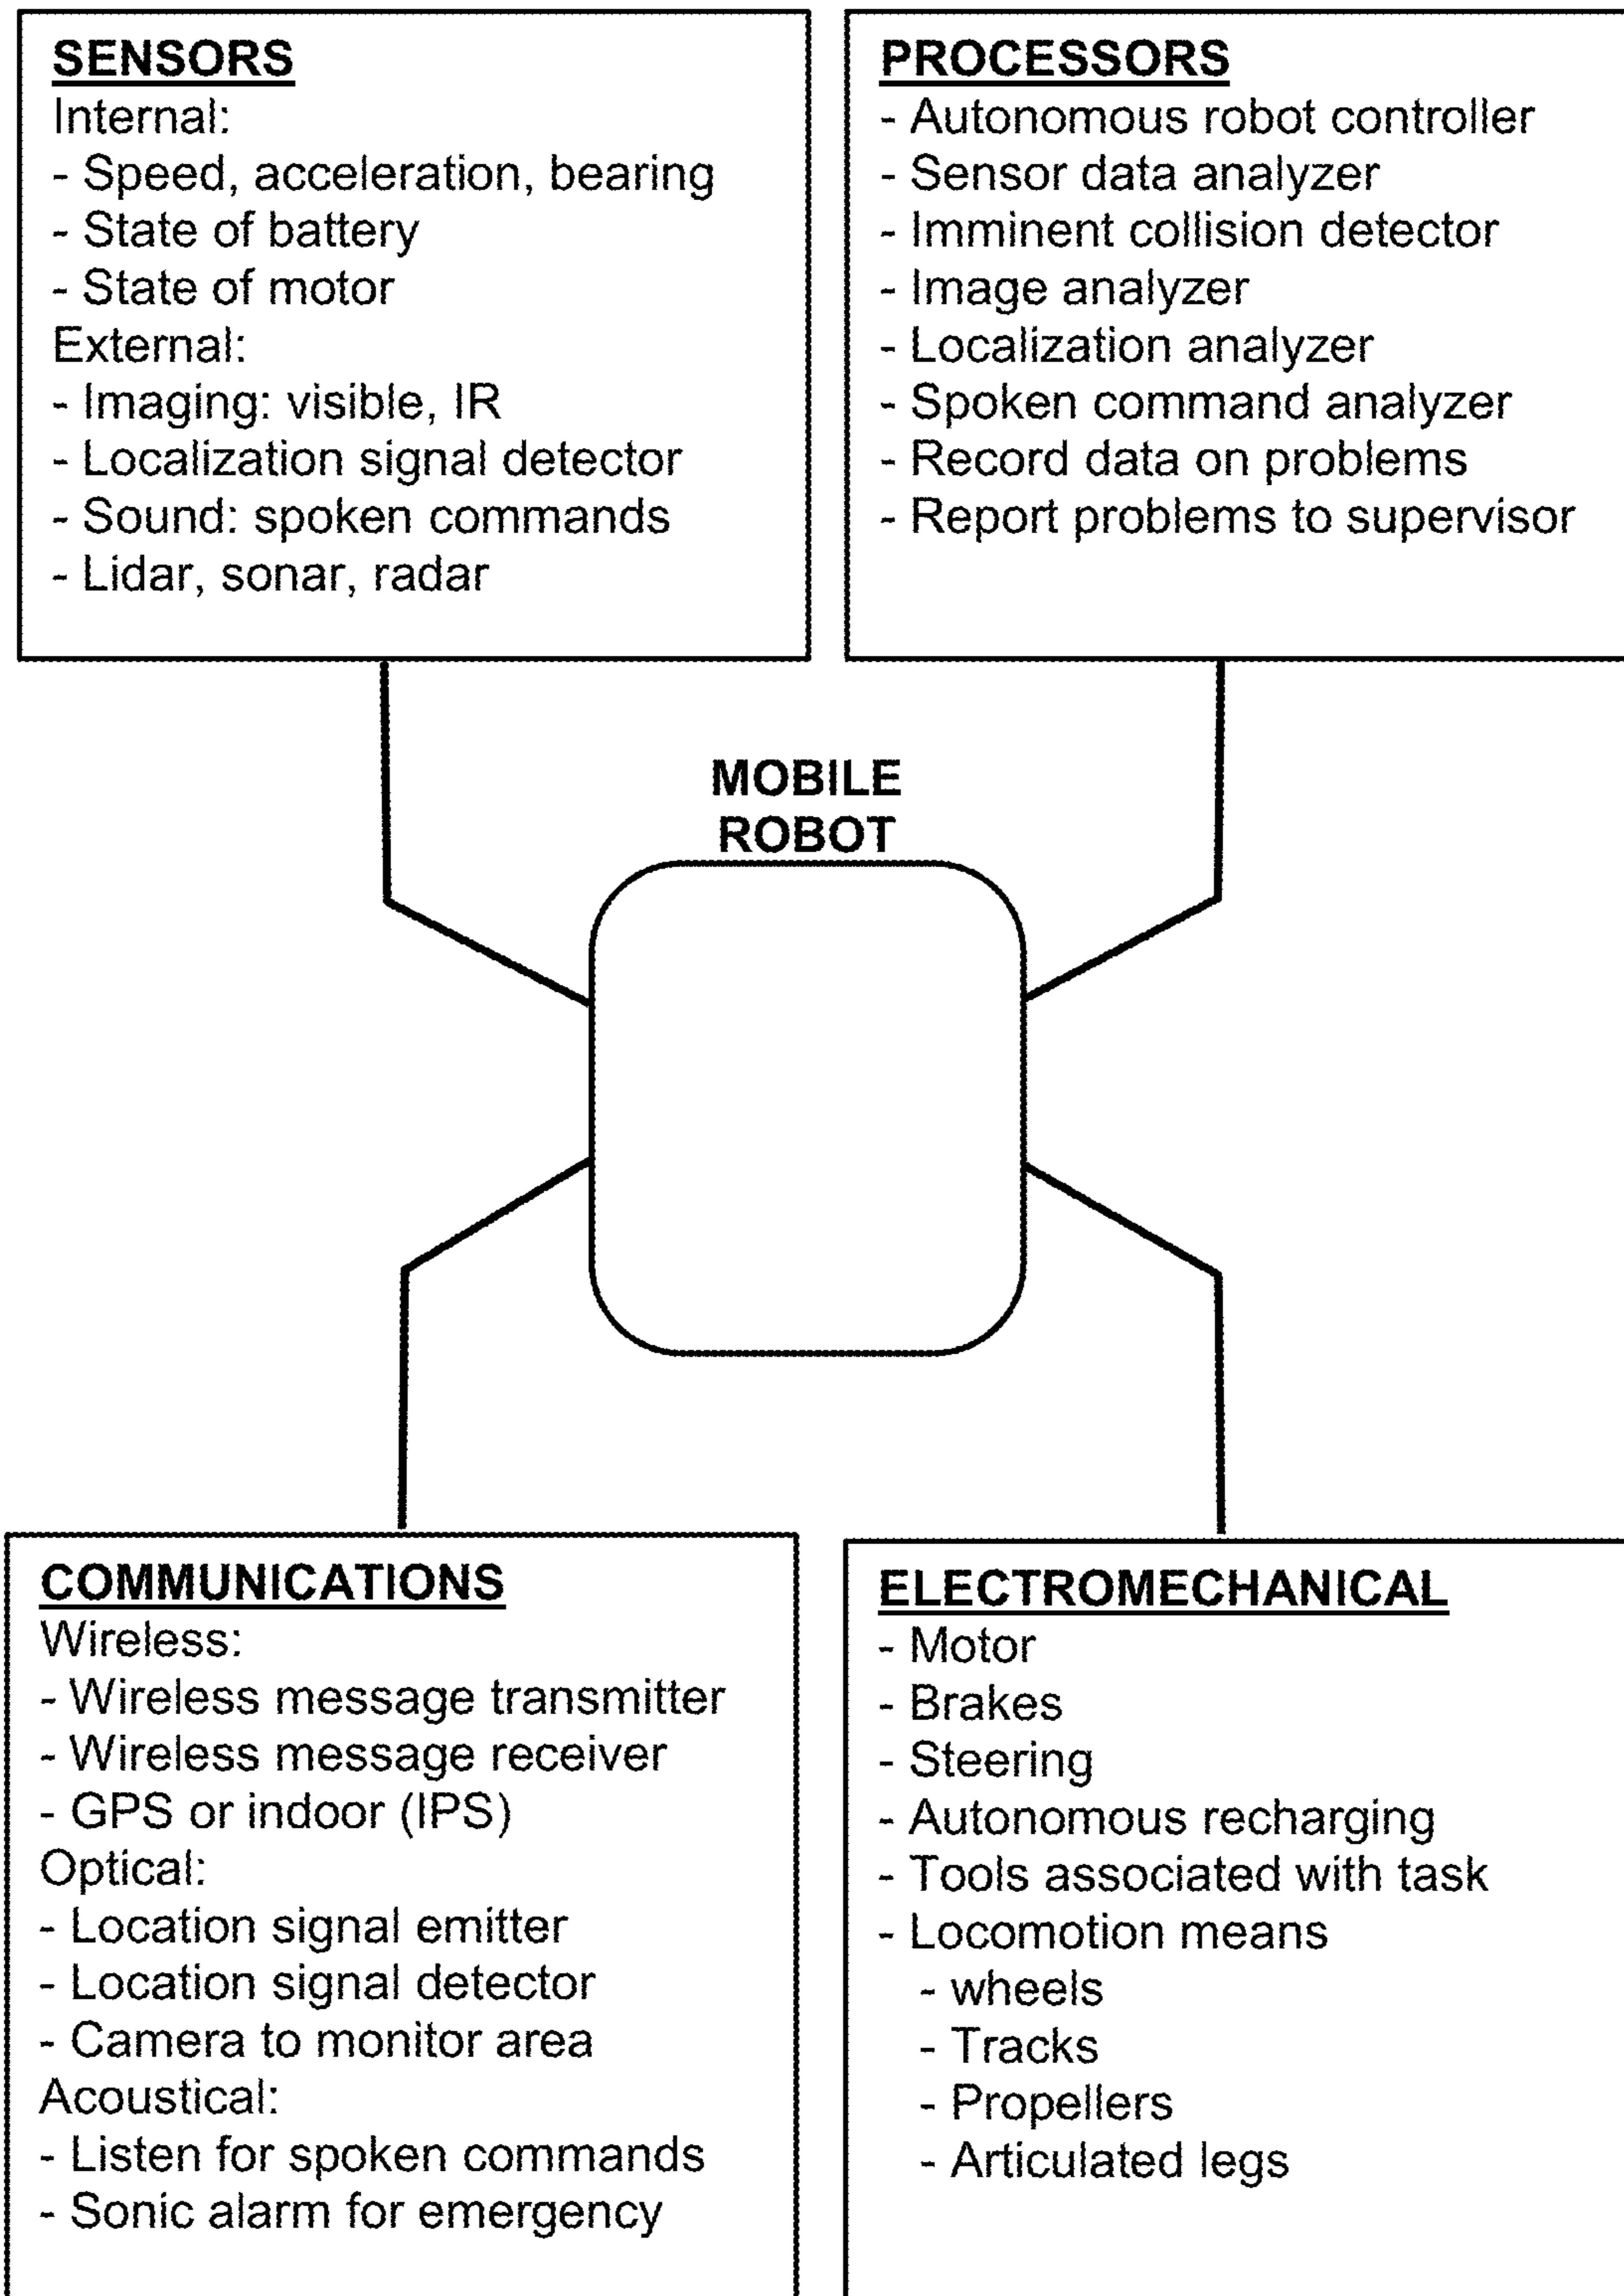 SENSORS
Internal:
- Speed, acceleration, bearing
- State of battery
- State of motor
External:
- Imaging: visible, IR
- Localization signal detector
- Sound: spoken commands
- Lidar, sonar, radar
PROCESSORS
- Autonomous robot controller
- Sensor data analyzer
- Imminent collision detector
- Image analyzer
- Localization analyzer
- Spoken command analyzer
- Record data on problems
- Report problems to supervisor
MOBILE
ROBOT
COMMUNICATIONS
Wireless:
- Wireless message transmitter
- Wireless message receiver
- GPS or indoor (IPS)
Optical:
- Location signal emitter
- Location signal detector
- Camera to monitor area
Acoustical:
- Listen for spoken commands
- Sonic alarm for emergency
ELECTROMECHANICAL
- Motor
- Brakes
- Steering
- Autonomous recharging
- Tools associated with task
- Locomotion means
- wheels
- Tracks
- Propellers
- Articulated legs